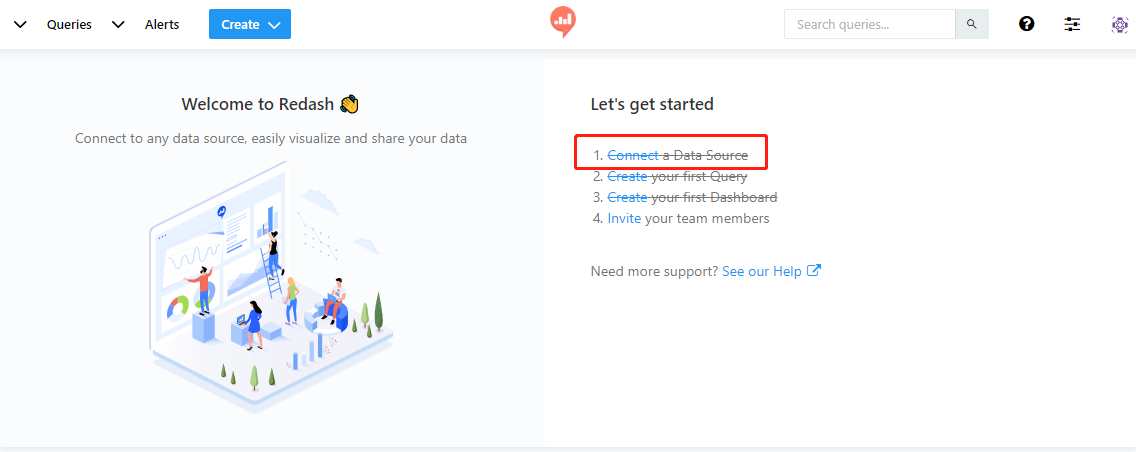 Queries Alerts Create Search queries...
Welcome to Redash
Connect to any data source, easily visualize and share your data
Let's get started
1. Connect a Data Source
2. Create your first Query
3. Create your first Dashboard
4. Invite your team members
Need more support? See our Help